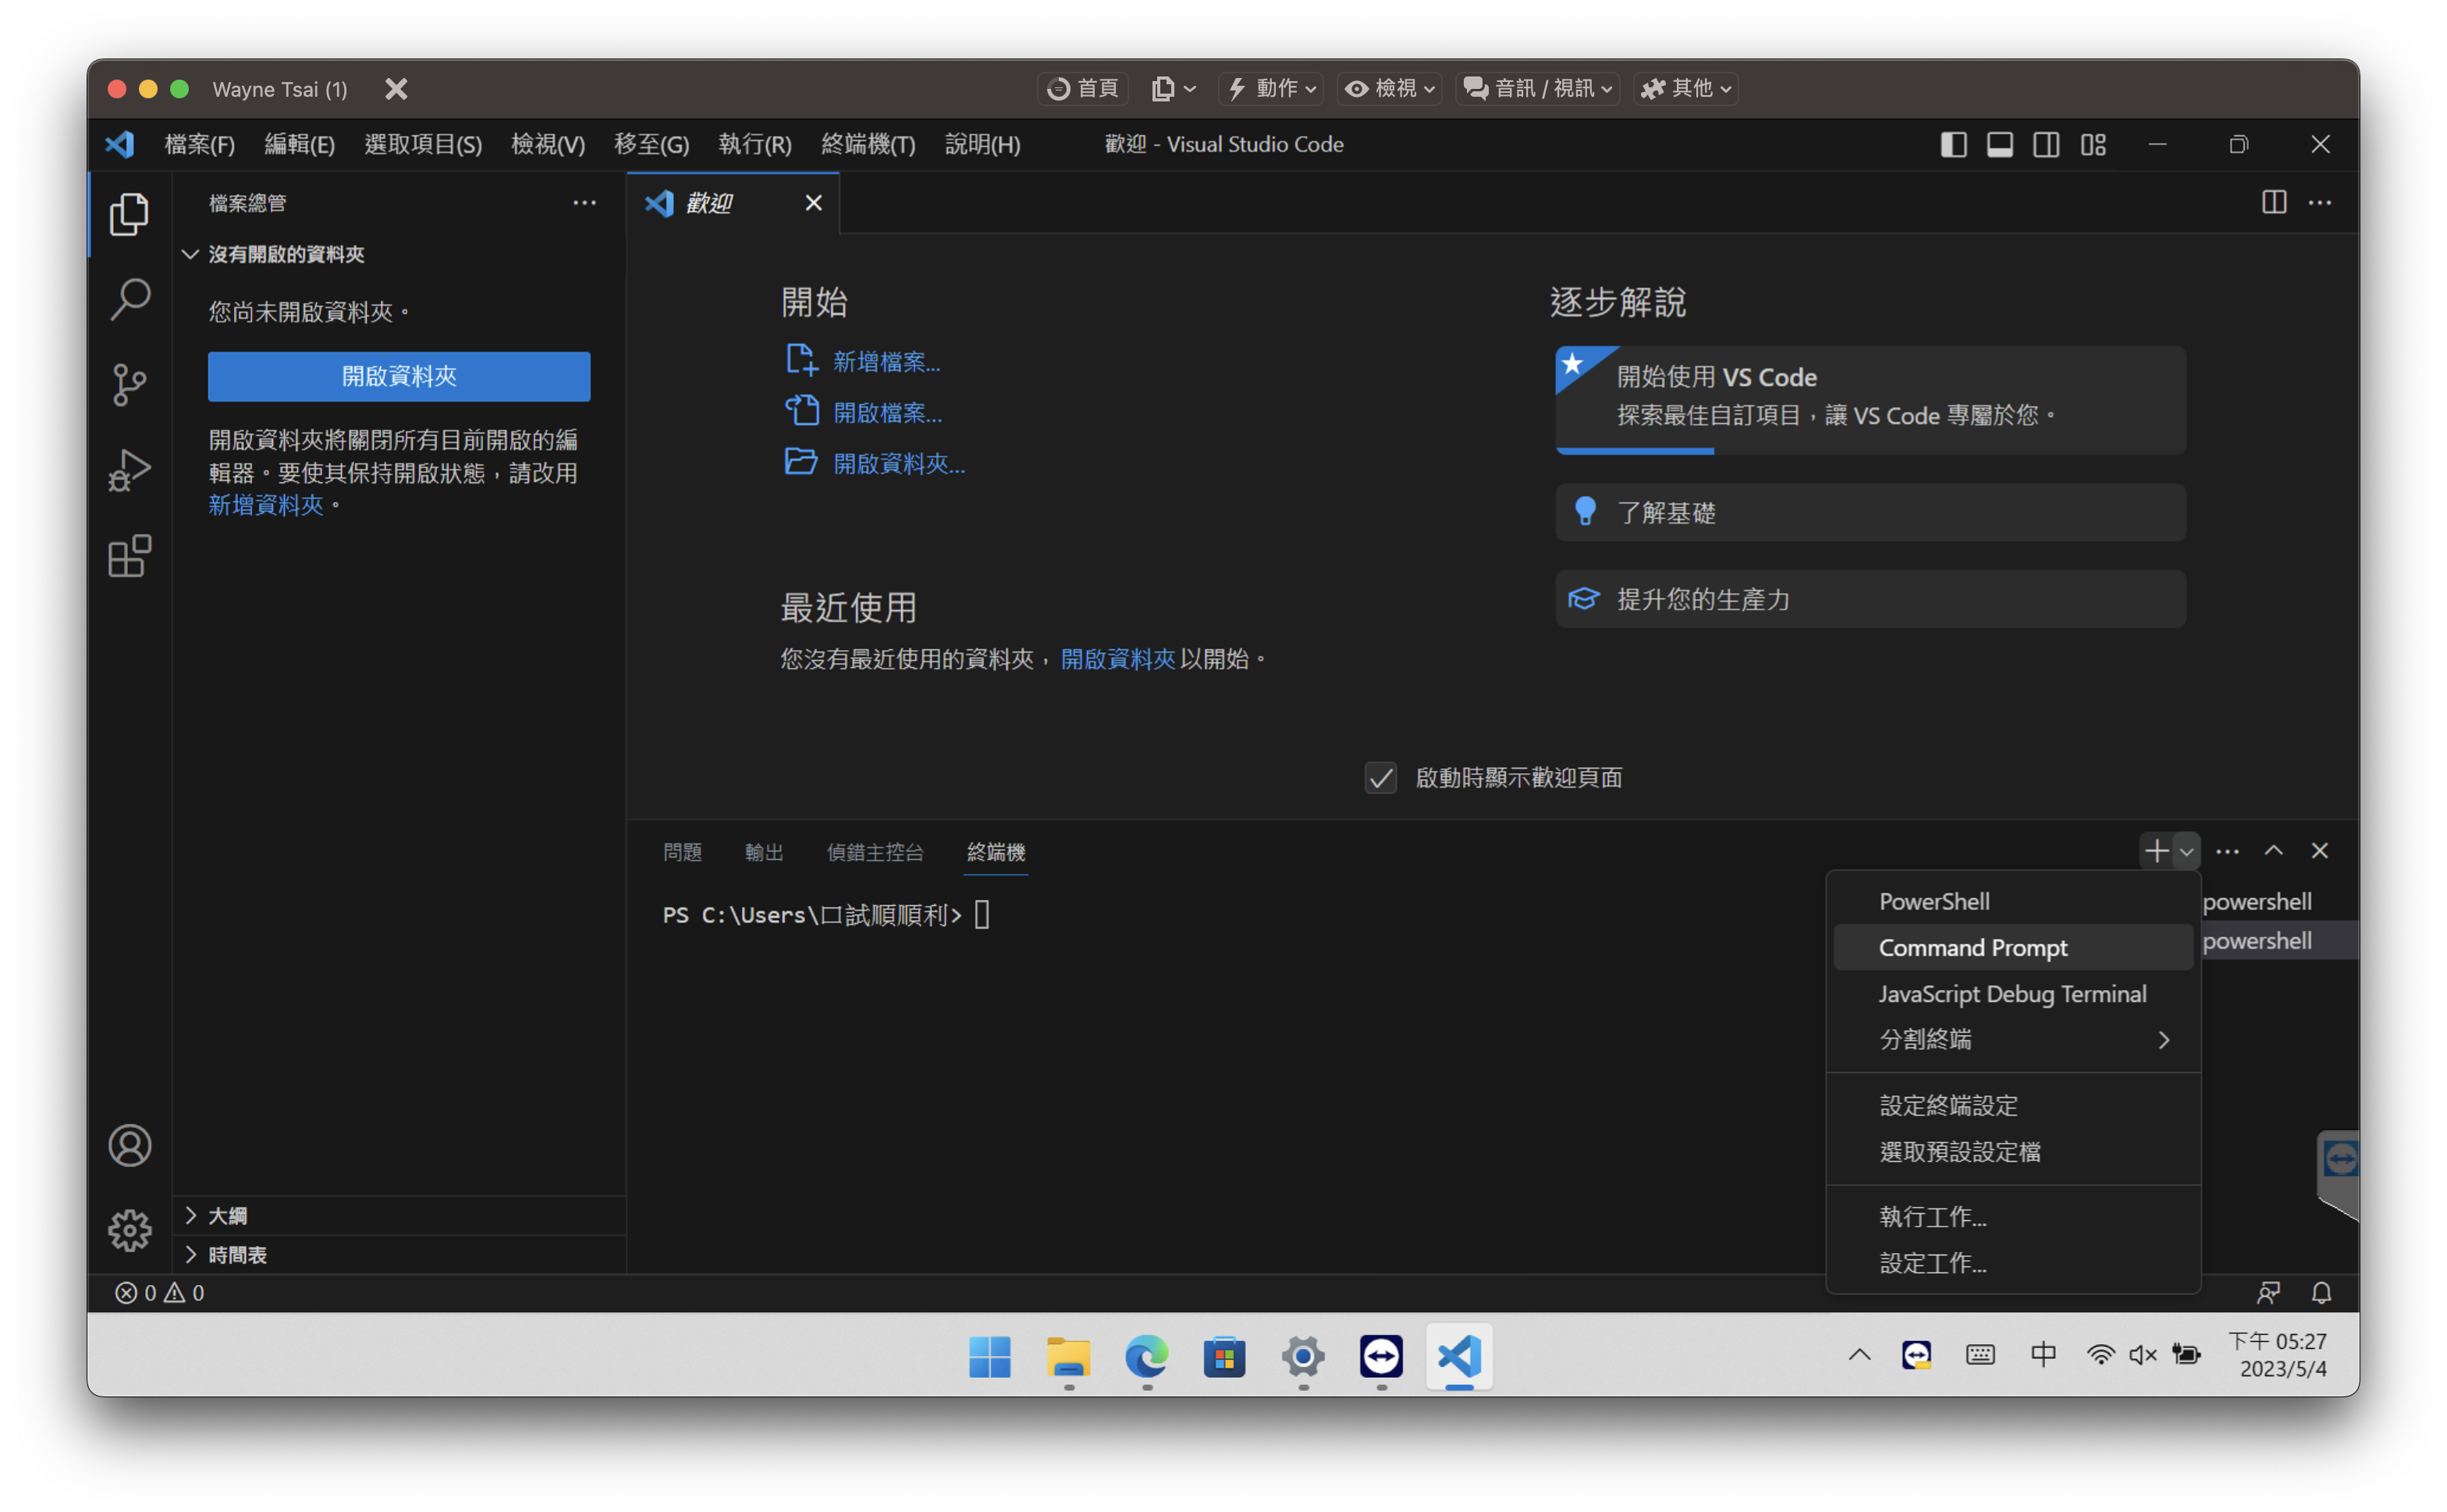 Wayne Tsai (1)
首頁
動作
檢視
音訊 / 視訊
其他
檔案(F) 編輯(E) 選取項目(S) 檢視(V) 移至(G) 執行(R) 終端機(T) 說明(H)
歡迎 - Visual Studio Code
檔案總管
沒有開啟的資料夾
您尚未開啟資料夾。
開啟資料夾
開啟資料夾將關閉所有目前開啟的編
輯器。要使其保持開啟狀態，請改用
新增資料夾。
大綱
時間表
歡迎
開始
新增檔案...
開啟檔案...
開啟資料夾...
最近使用
您沒有最近使用的資料夾，開啟資料夾以開始。
逐步解說
開始使用 VS Code
探索最佳自訂項目，讓 VS Code 專屬於您。
了解基礎
提升您的生產力
啟動時顯示歡迎頁面
問題 輸出 偵錯主控台 終端機
PS C:\Users\口試順順利>
PowerShell
Command Prompt
JavaScript Debug Terminal
分割終端
設定終端設定
選取預設設定檔
執行工作...
設定工作...
powershell
powershell
0 0
中
下午 05:27
2023/5/4